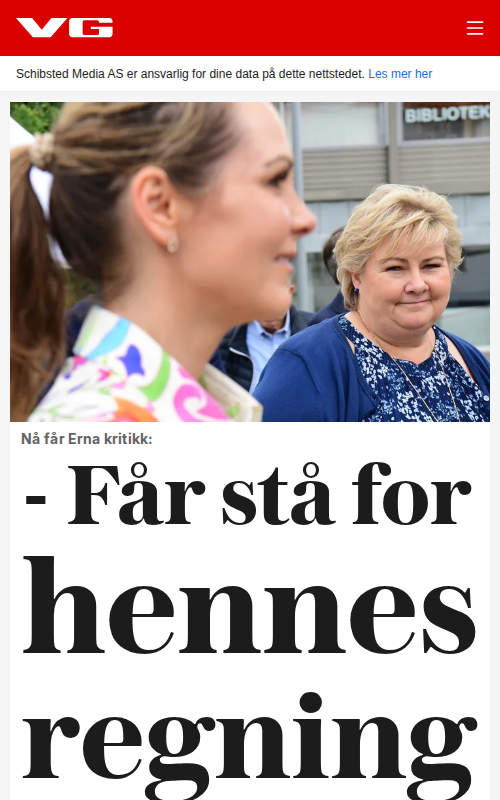 VG
Schibsted Media AS er ansvarlig for dine data på dette nettstedet. Les mer her
BIBLIOTEK
Nå får Erna kritikk:
- Får stå for
hennes
regning